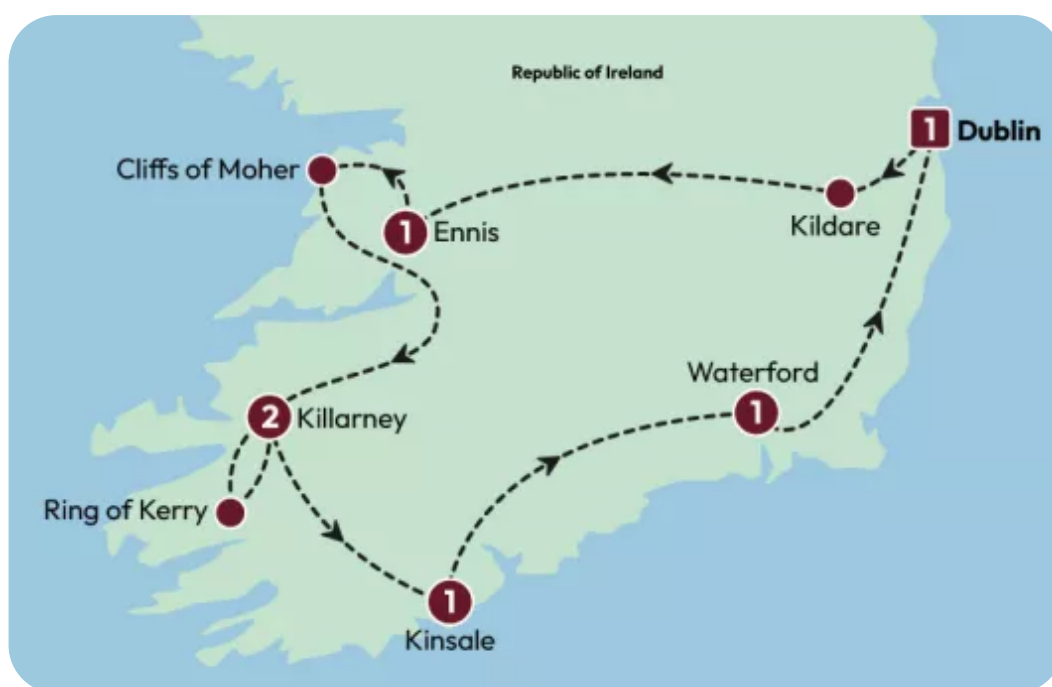 Republic of Ireland
1 Dublin
Cliffs of Moher
Kildare
1 Ennis
Waterford
1
2 Killarney
Ring of Kerry
1
Kinsale